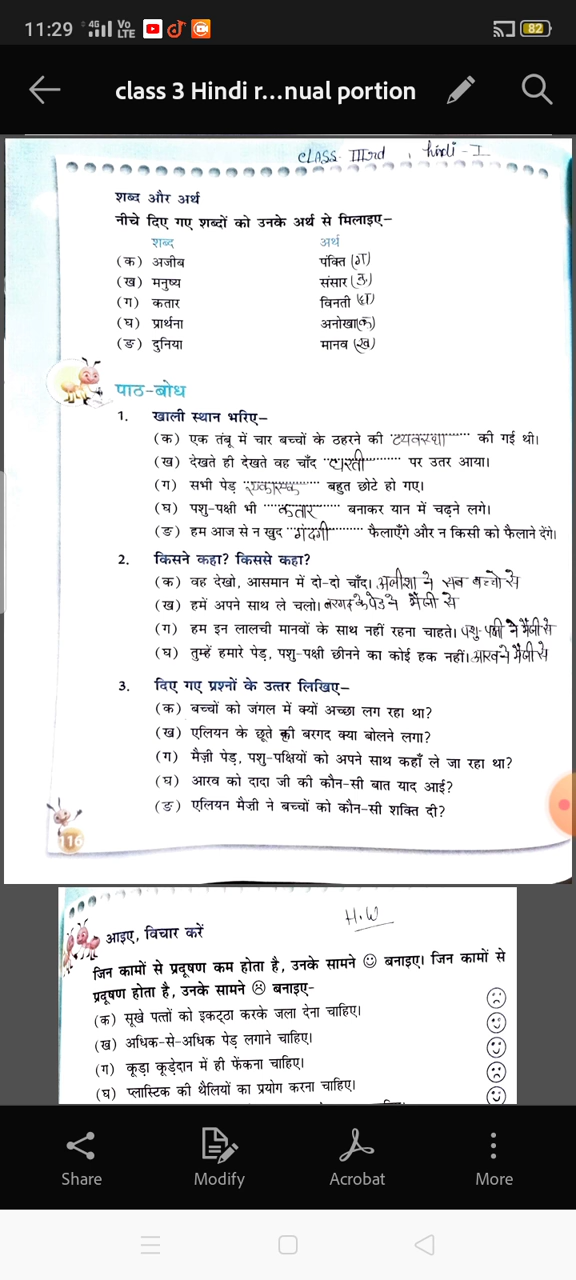 11:29 4G Vo LTE 82
class 3 Hindi r...nual portion
CLASS- IIIrd , hindi - I
शब्द और अर्थ
नीचे दिए गए शब्दों को उनके अर्थ से मिलाइए–
शब्द अर्थ
(क) अजीब पंक्ति (ग)
(ख) मनुष्य संसार (ङ)
(ग) कतार विनती (घ)
(घ) प्रार्थना अनोखा (क)
(ङ) दुनिया मानव (ख)
पाठ-बोध
1. खाली स्थान भरिए–
(क) एक तंबू में चार बच्चों के ठहरने की व्यवस्था की गई थी।
(ख) देखते ही देखते वह चाँद धरती पर उतर आया।
(ग) सभी पेड़ एकाएक बहुत छोटे हो गए।
(घ) पशु-पक्षी भी कतार बनाकर यान में चढ़ने लगे।
(ङ) हम आज से न खुद गंदगी फैलाएँगे और न किसी को फैलाने देंगे।
2. किसने कहा? किससे कहा?
(क) वह देखो, आसमान में दो-दो चाँद। अलीशा ने सब बच्चो से
(ख) हमें अपने साथ ले चलो। बरगद के पेड ने मैजी से
(ग) हम इन लालची मानवों के साथ नहीं रहना चाहते। पशु-पक्षी ने मैजी से
(घ) तुम्हें हमारे पेड़, पशु-पक्षी छीनने का कोई हक नहीं। आरव ने मैजी से
3. दिए गए प्रश्नों के उत्तर लिखिए–
(क) बच्चों को जंगल में क्यों अच्छा लग रहा था?
(ख) एलियन के छूते ही बरगद क्या बोलने लगा?
(ग) मैज़ी पेड़, पशु-पक्षियों को अपने साथ कहाँ ले जा रहा था?
(घ) आरव को दादा जी की कौन-सी बात याद आई?
(ङ) एलियन मैज़ी ने बच्चों को कौन-सी शक्ति दी?
116
H.W
आइए, विचार करें
जिन कामों से प्रदूषण कम होता है, उनके सामने ☺ बनाइए। जिन कामों से
प्रदूषण होता है, उनके सामने ☹ बनाइए–
(क) सूखे पत्तों को इकट्ठा करके जला देना चाहिए।
(ख) अधिक-से-अधिक पेड़ लगाने चाहिए।
(ग) कूड़ा कूड़ेदान में ही फेंकना चाहिए।
(घ) प्लास्टिक की थैलियों का प्रयोग करना चाहिए।
Share Modify Acrobat More